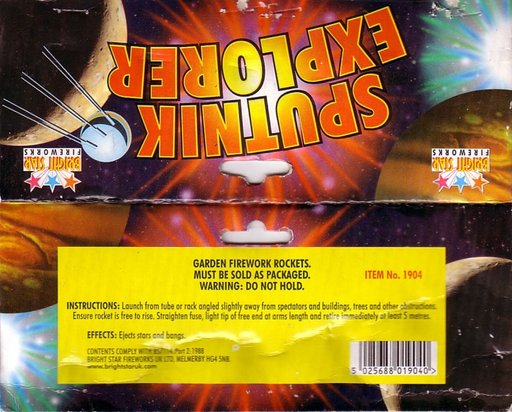 SPUTNIK
EXPLORER
BRIGHT STAR
FIREWORKS
BRIGHT STAR
FIREWORKS
GARDEN FIREWORK ROCKETS.
MUST BE SOLD AS PACKAGED.
WARNING: DO NOT HOLD.
ITEM No. 1904
INSTRUCTIONS: Launch from tube or rack angled slightly away from spectators and buildings, trees and other obstructions.
Ensure rocket is free to rise. Straighten fuse, light tip of free end at arms length and retire immediately at least 5 metres.
EFFECTS: Ejects stars and bangs.
CONTENTS COMPLY WITH BS7114 Part 2:1988
BRIGHT STAR FIREWORKS UK LTD, MELMERBY HG4 5NB.
www.brightstaruk.com
5 025688 019040 >